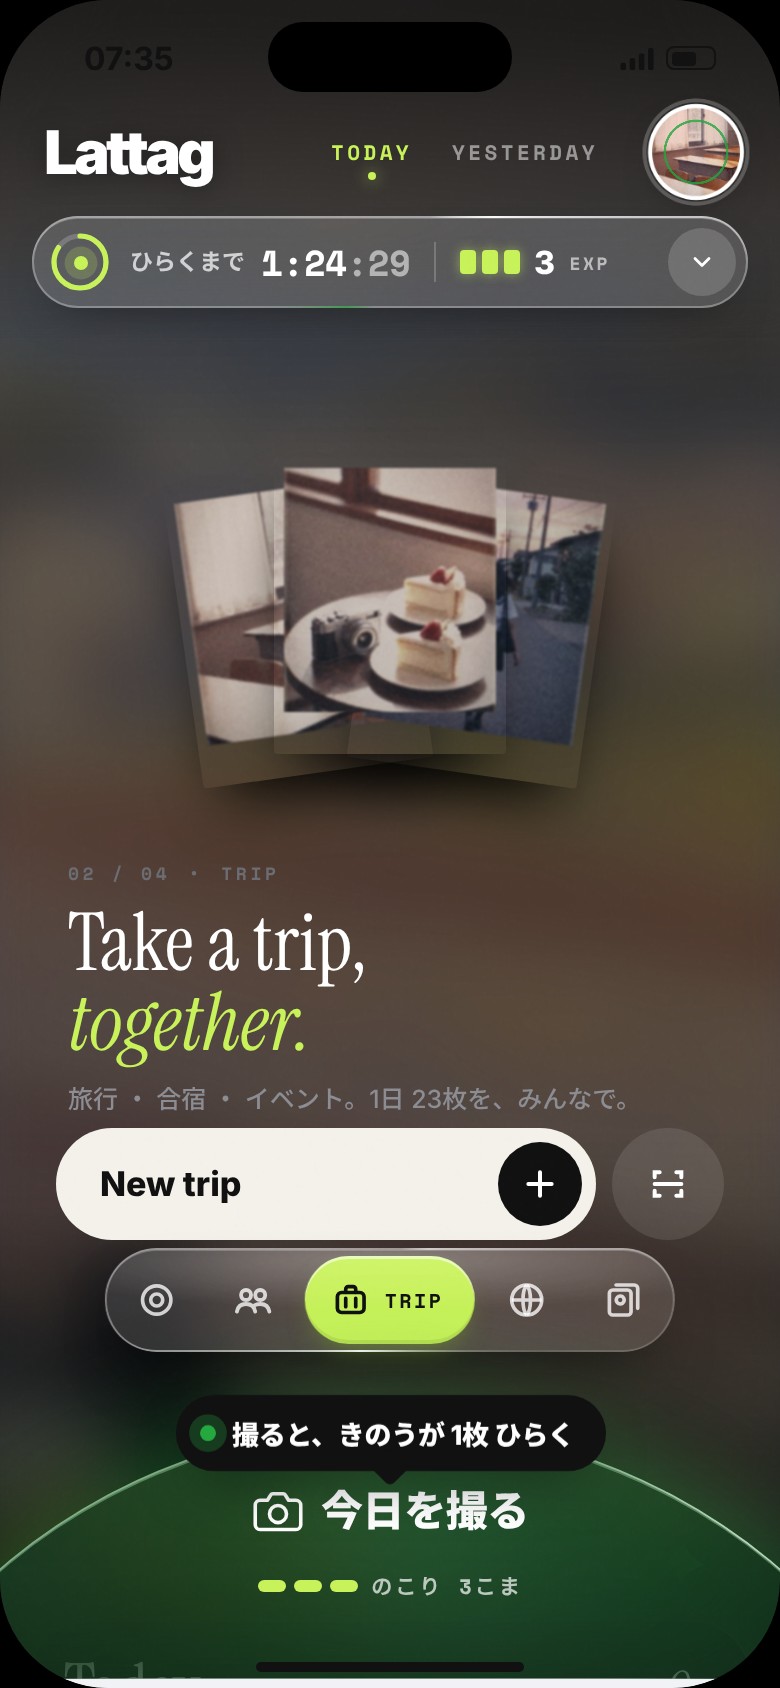 07:35
Lattag
TODAY
YESTERDAY
ひらくまで 1:24:29
3 EXP
02 / 04 • TRIP
Take a trip,
together.
旅行・合宿・イベント。1日 23枚を、みんなで。
New trip
TRIP
撮ると、きのうが1枚ひらく
今日を撮る
のこり 3こま